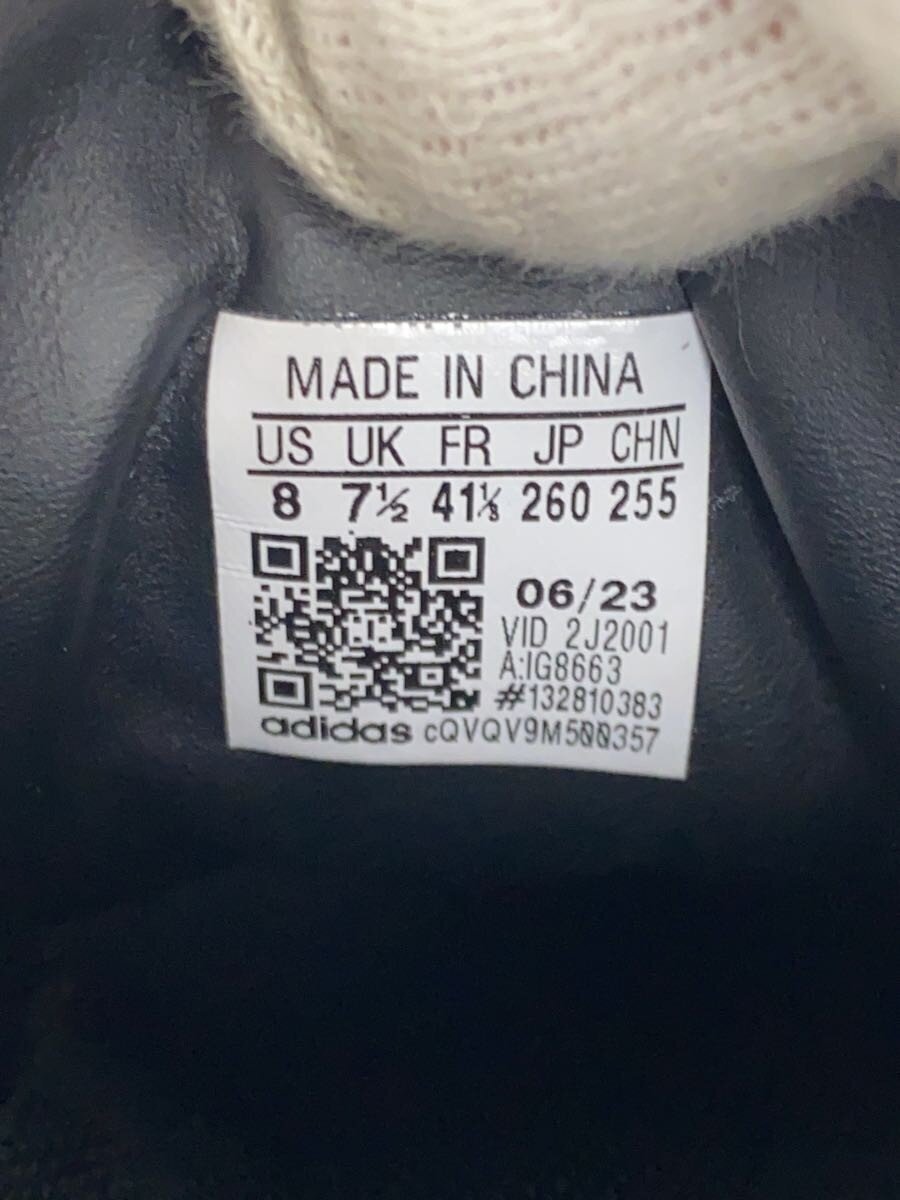 MADE IN CHINA
US UK FR JP CHN
8 7½ 41⅓ 260 255
06/23
VID 2J2001
A:IG8663
#132810383
adidas cQVQV9M500357